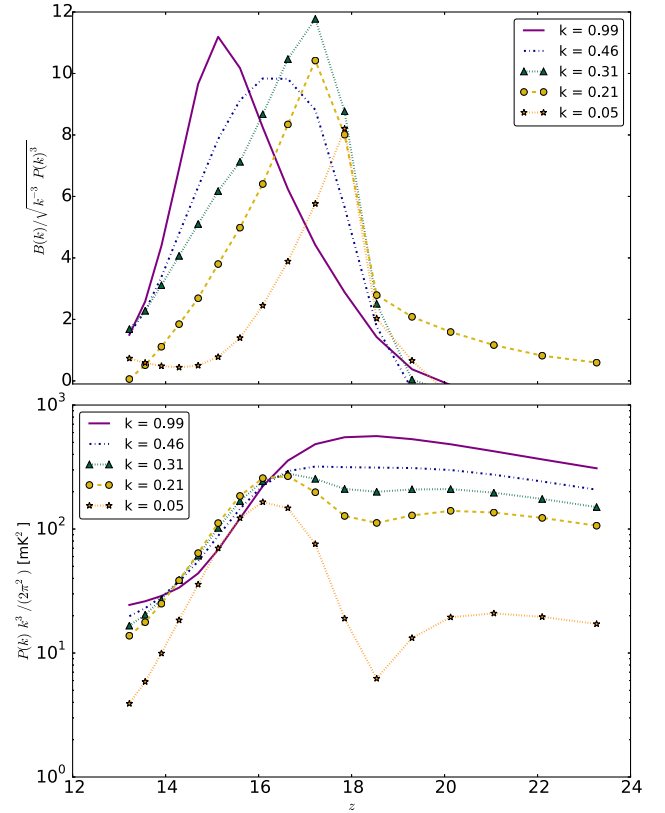 12
10
8
6
4
2
0
B(k)/√k⁻³ P(k)³
k = 0.99
k = 0.46
k = 0.31
k = 0.21
k = 0.05
10³
10²
10¹
10⁰
P(k) k³/(2π²) [mK²]
k = 0.99
k = 0.46
k = 0.31
k = 0.21
k = 0.05
12 14 16 18 20 22 24
z